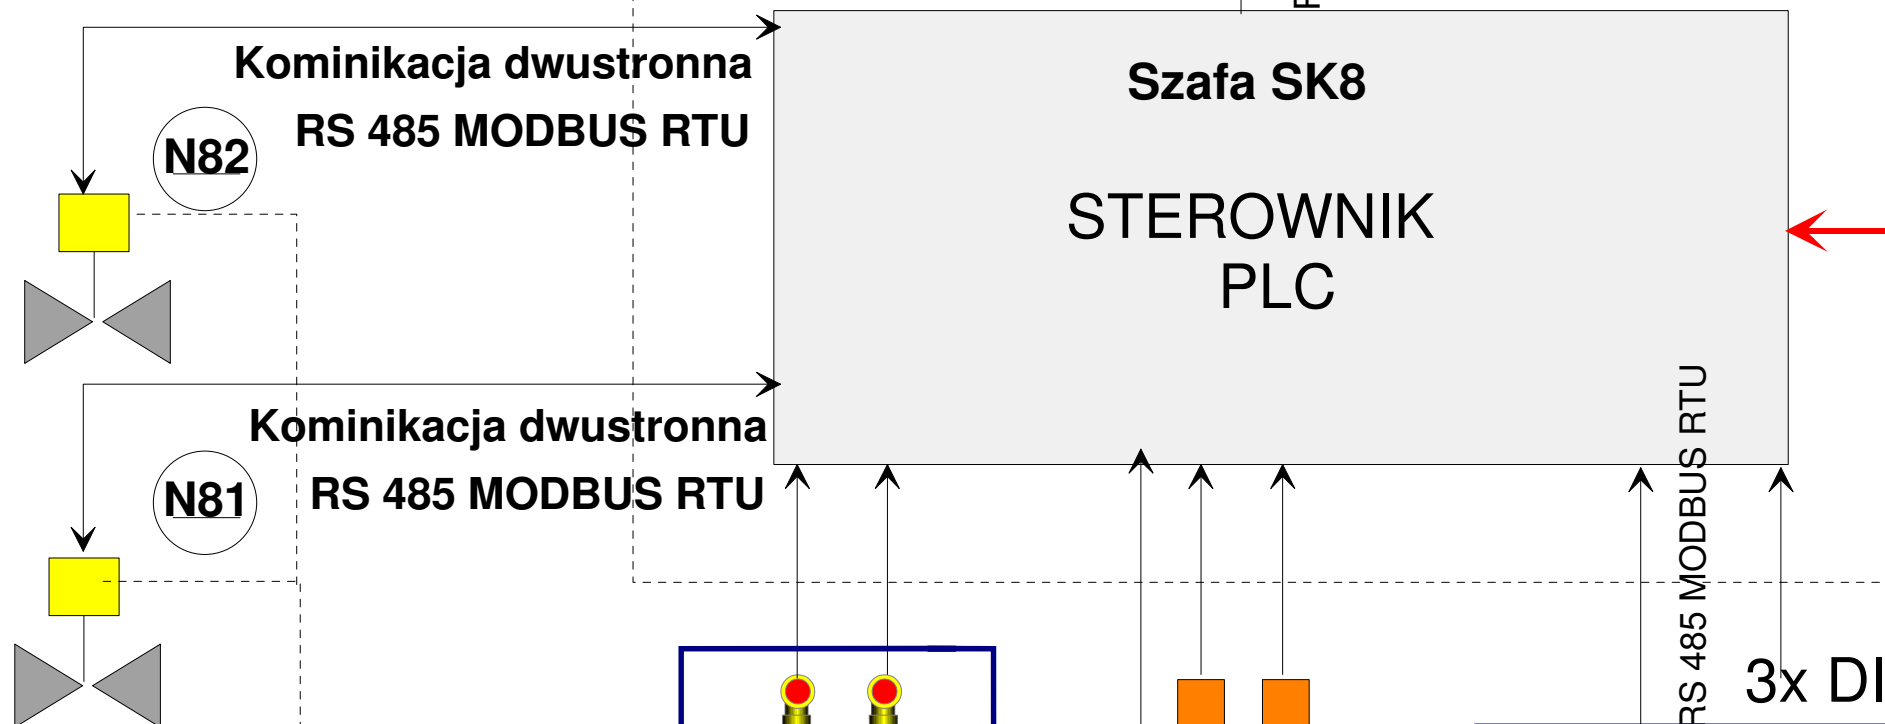 Kominikacja dwustronna
RS 485 MODBUS RTU
N82
Szafa SK8
STEROWNIK
PLC
Kominikacja dwustronna
RS 485 MODBUS RTU
N81
RS 485 MODBUS RTU
3x DI